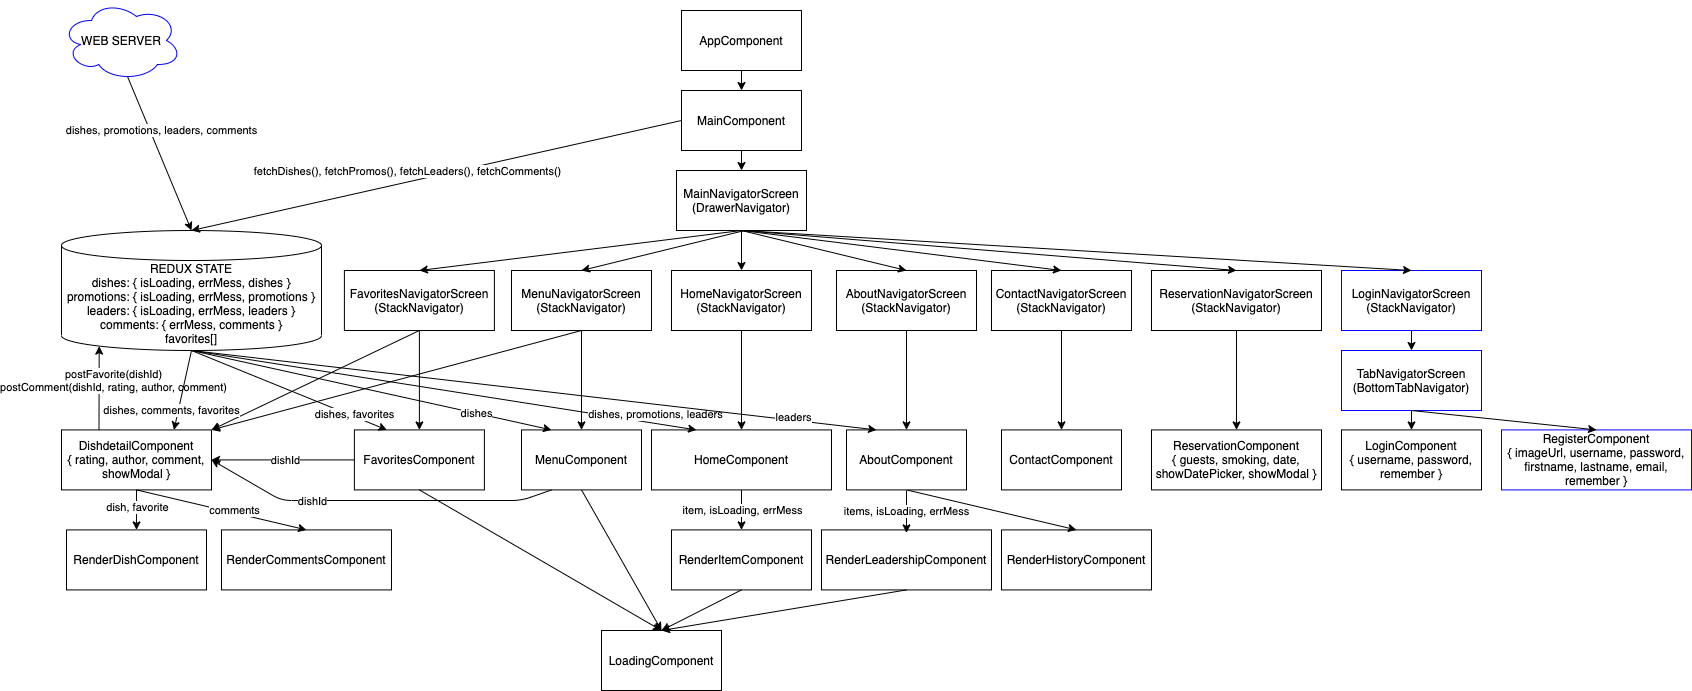 WEB SERVER
AppComponent
MainComponent
dishes, promotions, leaders, comments
fetchDishes(), fetchPromos(), fetchLeaders(), fetchComments()
MainNavigatorScreen
(DrawerNavigator)
REDUX STATE
dishes: { isLoading, errMess, dishes }
promotions: { isLoading, errMess, promotions }
leaders: { isLoading, errMess, leaders }
comments: { errMess, comments }
favorites[]
FavoritesNavigatorScreen
(StackNavigator)
MenuNavigatorScreen
(StackNavigator)
HomeNavigatorScreen
(StackNavigator)
AboutNavigatorScreen
(StackNavigator)
ContactNavigatorScreen
(StackNavigator)
ReservationNavigatorScreen
(StackNavigator)
LoginNavigatorScreen
(StackNavigator)
TabNavigatorScreen
(BottomTabNavigator)
postFavorite(dishId)
postComment(dishId, rating, author, comment)
dishes, comments, favorites
dishes, favorites
dishes
dishes, promotions, leaders
leaders
DishdetailComponent
{ rating, author, comment,
showModal }
dishId
FavoritesComponent
MenuComponent
HomeComponent
AboutComponent
ContactComponent
ReservationComponent
{ guests, smoking, date,
showDatePicker, showModal }
LoginComponent
{ username, password,
remember }
RegisterComponent
{ imageUrl, username, password,
firstname, lastname, email,
remember }
dishId
dish, favorite
comments
item, isLoading, errMess
items, isLoading, errMess
RenderDishComponent
RenderCommentsComponent
RenderItemComponent
RenderLeadershipComponent
RenderHistoryComponent
LoadingComponent